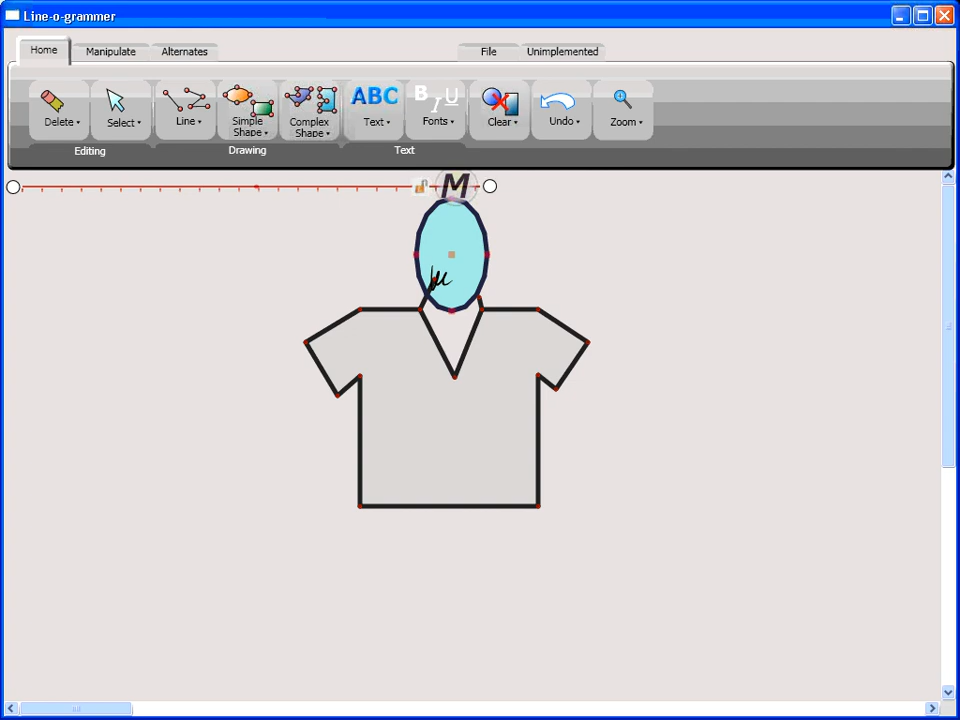 Line-o-grammer
Home Manipulate Alternates File Unimplemented
Delete Select Line Simple Shape Complex Shape ABC Text B I U Fonts Clear Undo Zoom
Editing Drawing Text
M